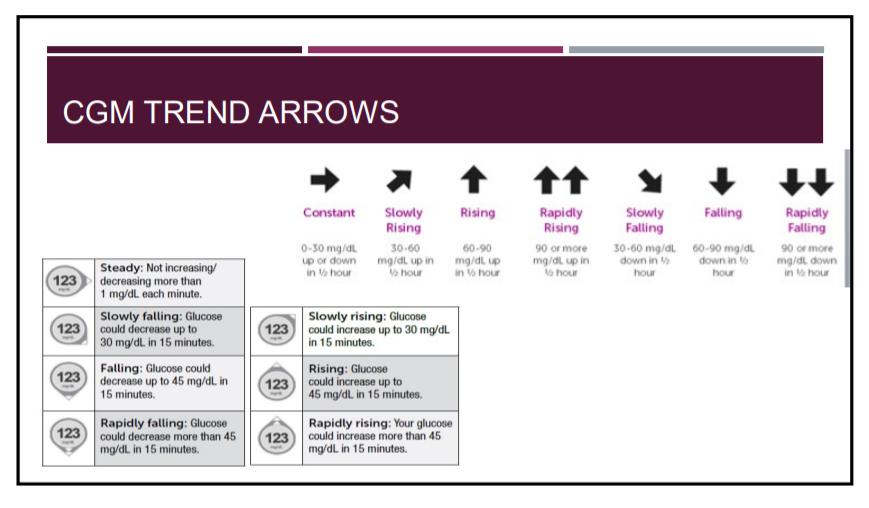 CGM TREND ARROWS
Constant
Slowly
Rising
Rising
Rapidly
Rising
Slowly
Falling
Falling
Rapidly
Falling
0-30 mg/dL
up or down
in ½ hour
30-60
mg/dL up in
½ hour
60-90
mg/dL up
in ½ hour
90 or more
mg/dL up in
½ hour
30-60 mg/dL
down in ½
hour
60-90 mg/dL
down in ½
hour
90 or more
mg/dL down
in ½ hour
123
Steady: Not increasing/
decreasing more than
1 mg/dL each minute.
123
Slowly falling: Glucose
could decrease up to
30 mg/dL in 15 minutes.
123
Falling: Glucose could
decrease up to 45 mg/dL in
15 minutes.
123
Rapidly falling: Glucose
could decrease more than 45
mg/dL in 15 minutes.
123
Slowly rising: Glucose
could increase up to 30 mg/dL
in 15 minutes.
123
Rising: Glucose
could increase up to
45 mg/dL in 15 minutes.
123
Rapidly rising: Your glucose
could increase more than 45
mg/dL in 15 minutes.